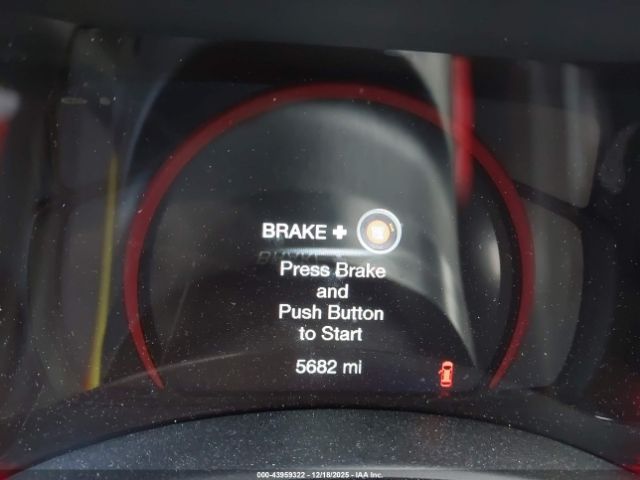 BRAKE +
Press Brake
and
Push Button
to Start
5682 mi
000-43959322 - 12/18/2025 - IAA Inc.